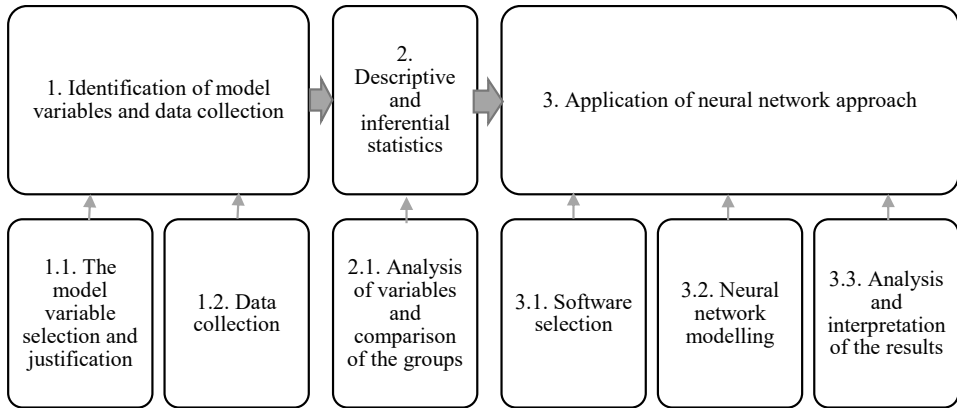 1. Identification of model
variables and data collection
2.
Descriptive
and
inferential
statistics
3. Application of neural network approach
1.1. The
model
variable
selection and
justification
1.2. Data
collection
2.1. Analysis
of variables
and
comparison
of the groups
3.1. Software
selection
3.2. Neural
network
modelling
3.3. Analysis
and
interpretation
of the results